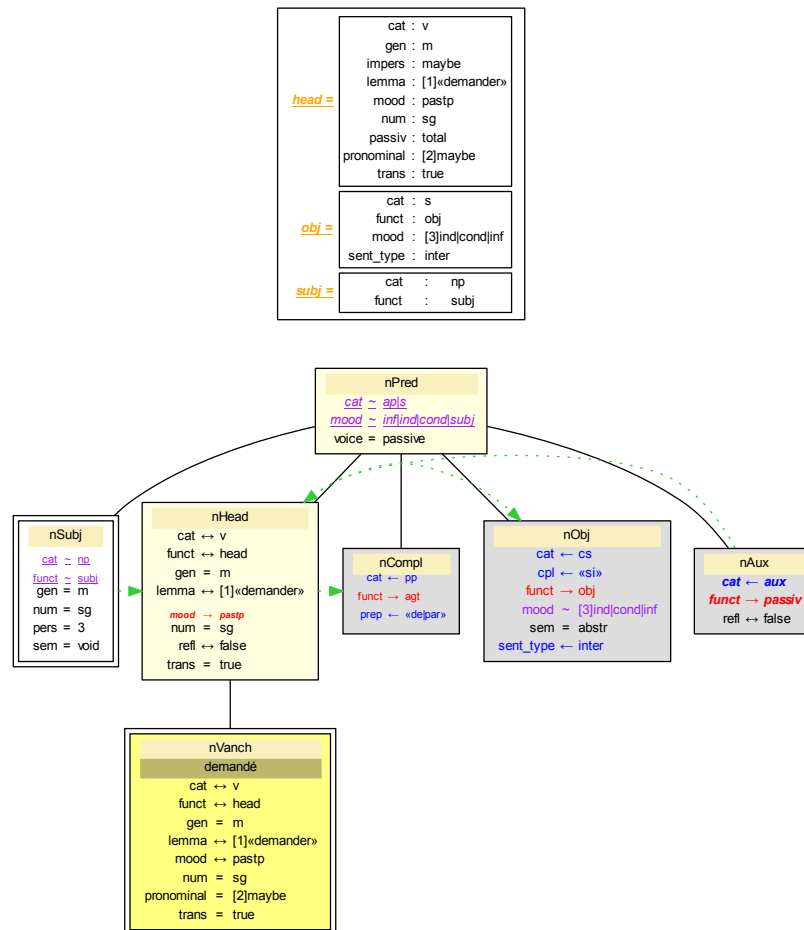 cat : v
gen : m
impers : maybe
lemma : [1]«demander»
head =
mood : pastp
num : sg
passiv : total
pronominal : [2]maybe
trans : true
cat : s
funct : obj
obj =
mood : [3]ind|cond|inf
sent_type : inter
cat : np
subj =
funct : subj
nPred
cat ~ ap|s
mood ~ inf|ind|cond|subj
voice = passive
nSubj
cat ~ np
funct ~ subj
gen = m
num = sg
pers = 3
sem = void
nHead
cat ↔ v
funct ↔ head
gen = m
lemma ↔ [1]«demander»
mood → pastp
num = sg
refl ↔ false
trans = true
nCompl
cat ← pp
funct → agt
prep ← «de|par»
nObj
cat ← cs
cpl ← «si»
funct → obj
mood ~ [3]ind|cond|inf
sem = abstr
sent_type ← inter
nAux
cat ← aux
funct → passiv
refl ↔ false
nVanch
demandé
cat ↔ v
funct ↔ head
gen = m
lemma ↔ [1]«demander»
mood ↔ pastp
num = sg
pronominal = [2]maybe
trans = true